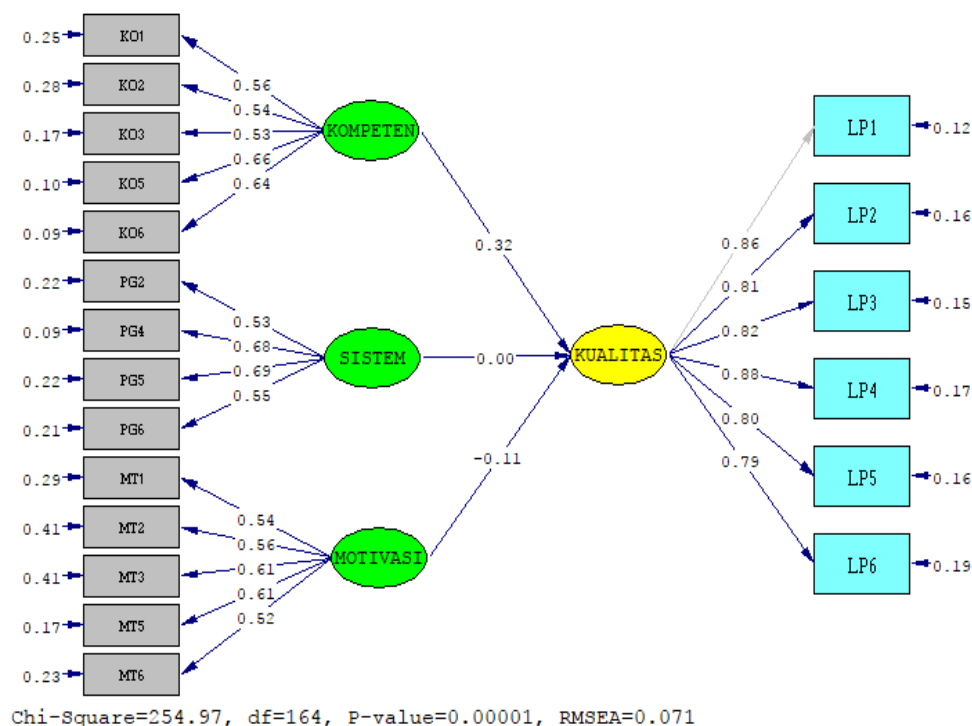 0.25 KO1
0.56
0.28 KO2
0.54
0.17 KO3
0.53
0.10 KO5
0.66
0.09 KO6
0.64
KOMPETEN
0.32
0.22 PG2
0.53
0.09 PG4
0.68
0.22 PG5
0.69
0.21 PG6
0.55
SISTEM
0.00
0.29 MT1
0.54
0.41 MT2
0.56
0.41 MT3
0.61
0.17 MT5
0.61
0.23 MT6
0.52
MOTIVASI
-0.11
KUALITAS
0.86
LP1 0.12
0.81
LP2 0.16
0.82
LP3 0.15
0.88
LP4 0.17
0.80
LP5 0.16
0.79
LP6 0.19
Chi-Square=254.97, df=164, P-value=0.00001, RMSEA=0.071